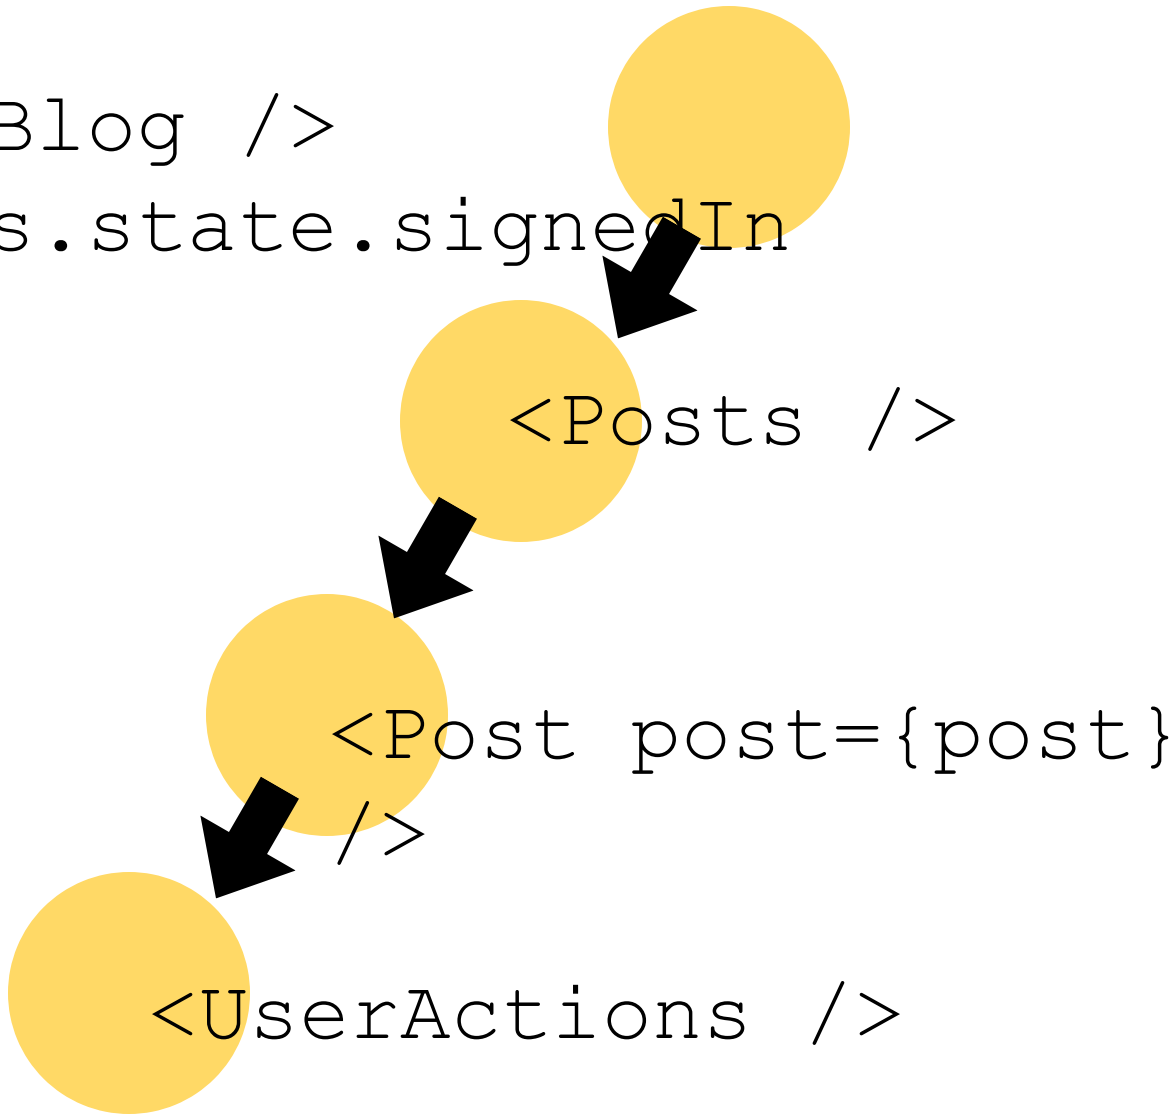 Blog />
s.state.signedIn
<Posts />
<Post post={post}
/>
<UserActions />